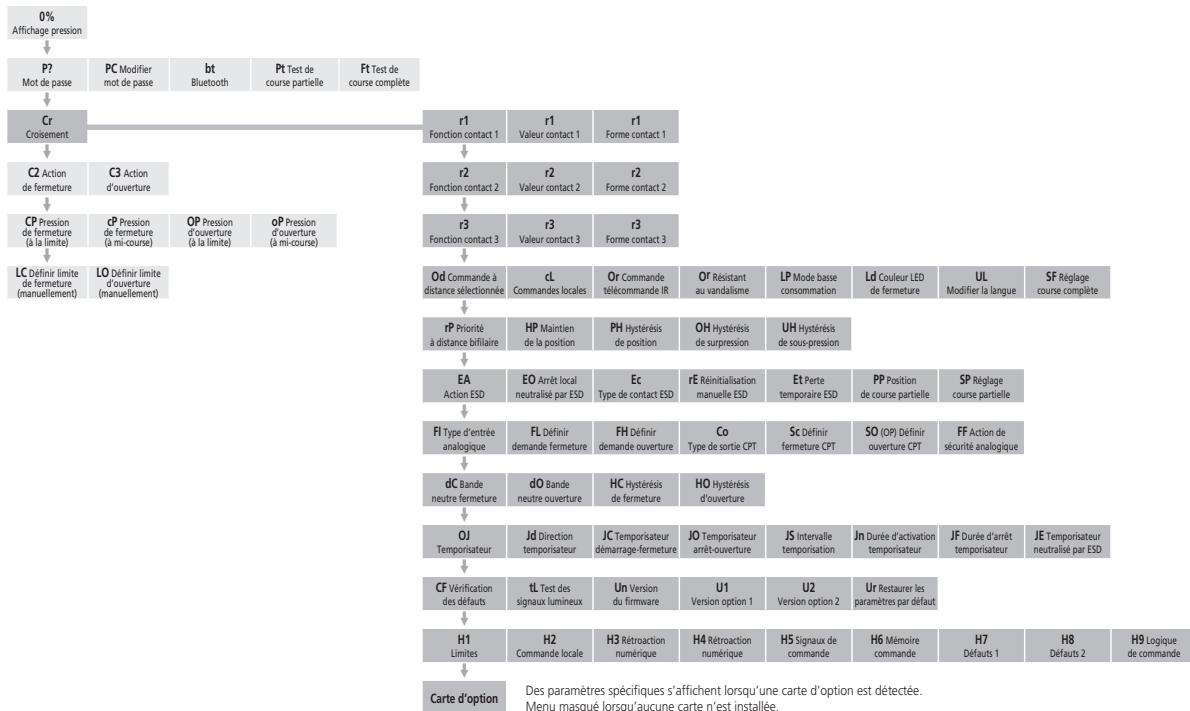 0%
Affichage pression
P?
Mot de passe
PC Modifier
mot de passe
bt
Bluetooth
Pt Test de
course partielle
Ft Test de
course complète
Cr
Croisement
r1
Fonction contact 1
r1
Valeur contact 1
r1
Forme contact 1
C2 Action
de fermeture
C3 Action
d'ouverture
r2
Fonction contact 2
r2
Valeur contact 2
r2
Forme contact 2
CP Pression
de fermeture
(à la limite)
cP Pression
de fermeture
(à mi-course)
OP Pression
d'ouverture
(à la limite)
oP Pression
d'ouverture
(à mi-course)
r3
Fonction contact 3
r3
Valeur contact 3
r3
Forme contact 3
LC Définir limite
de fermeture
(manuellement)
LO Définir limite
d'ouverture
(manuellement)
Od Commande à
distance sélectionnée
cL
Commandes locales
Or Commande
télécommande IR
Or Résistant
au vandalisme
LP Mode basse
consommation
Ld Couleur LED
de fermeture
UL
Modifier la langue
SF Réglage
course complète
rP Priorité
à distance bifilaire
HP Maintien
de la position
PH Hystérésis
de position
OH Hystérésis
de surpression
UH Hystérésis
de sous-pression
EA
Action ESD
EO Arrêt local
neutralisé par ESD
Ec
Type de contact ESD
rE Réinitialisation
manuelle ESD
Et Perte
temporaire ESD
PP Position
de course partielle
SP Réglage
course partielle
FI Type d'entrée
analogique
FL Définir
demande fermeture
FH Définir
demande ouverture
Co
Type de sortie CPT
Sc Définir
fermeture CPT
SO (OP) Définir
ouverture CPT
FF Action de
sécurité analogique
dC Bande
neutre fermeture
dO Bande
neutre ouverture
HC Hystérésis
de fermeture
HO Hystérésis
d'ouverture
OJ
Temporisateur
Jd Direction
temporisateur
JC Temporisateur
démarrage-fermeture
JO Temporisateur
arrêt-ouverture
JS Intervalle
temporisation
Jn Durée d'activation
temporisateur
JF Durée d'arrêt
temporisateur
JE Temporisateur
neutralisé par ESD
CF Vérification
des défauts
tL Test des
signaux lumineux
Un Version
du firmware
U1
Version option 1
U2
Version option 2
Ur Restaurer les
paramètres par défaut
H1
Limites
H2
Commande locale
H3 Rétroaction
numérique
H4 Rétroaction
numérique
H5 Signaux de
commande
H6 Mémoire
commande
H7
Défauts 1
H8
Défauts 2
H9 Logique
de commande
Carte d'option
Des paramètres spécifiques s'affichent lorsqu'une carte d'option est détectée.
Menu masqué lorsqu'aucune carte n'est installée.